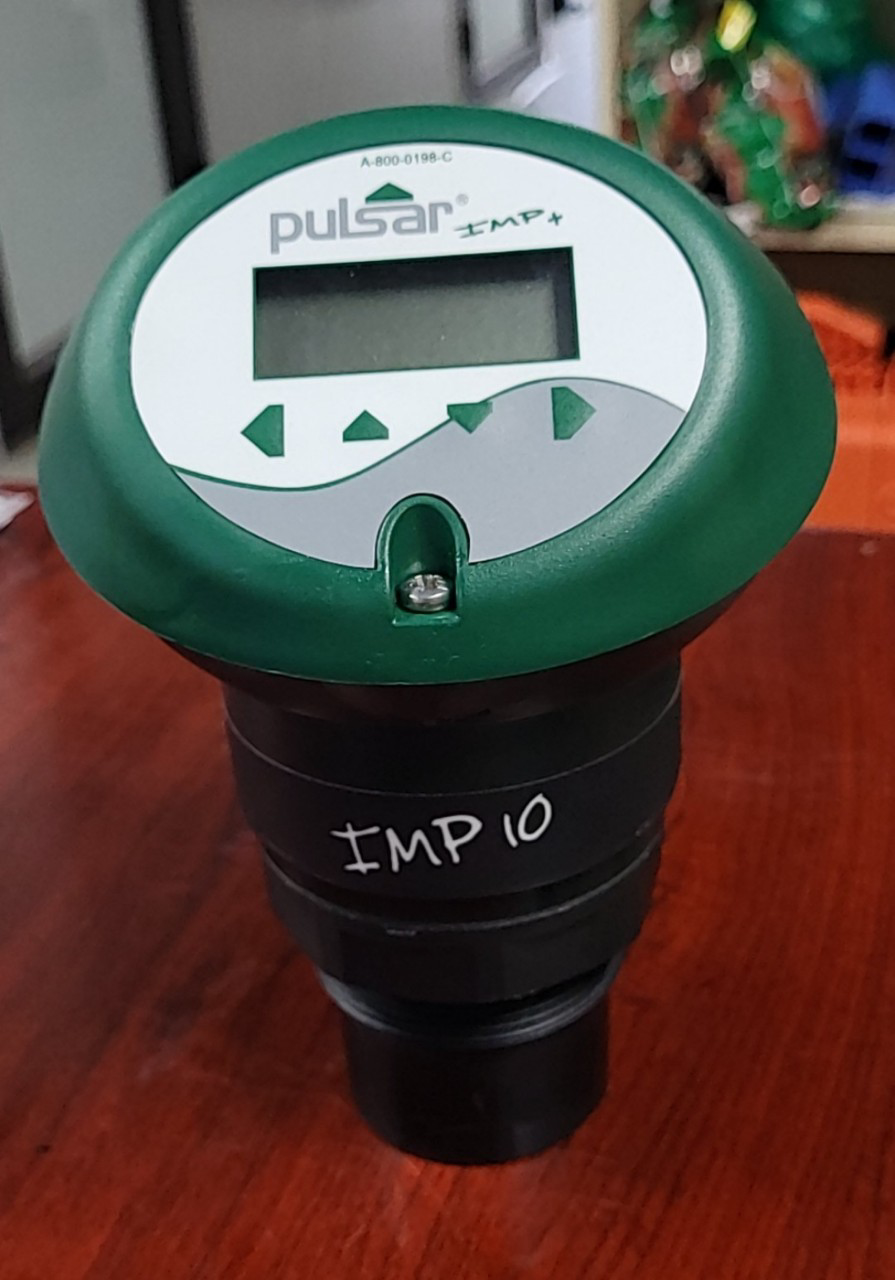 A-800-0198-C
pulsar® IMP+
IMP 10